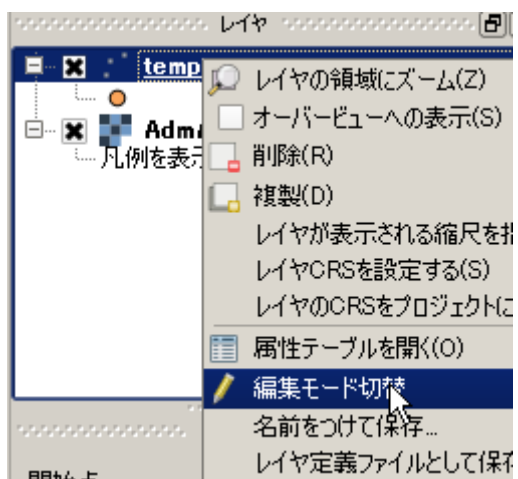 レイヤ
temp
レイヤの領域にズーム(Z)
オーバービューへの表示(S)
Adm
凡例を表示
削除(R)
複製(D)
レイヤが表示される縮尺を指
レイヤCRSを設定する(S)
レイヤのCRSをプロジェクトに
属性テーブルを開く(O)
編集モード切替
名前をつけて保存...
レイヤ定義ファイルとして保存
開始点